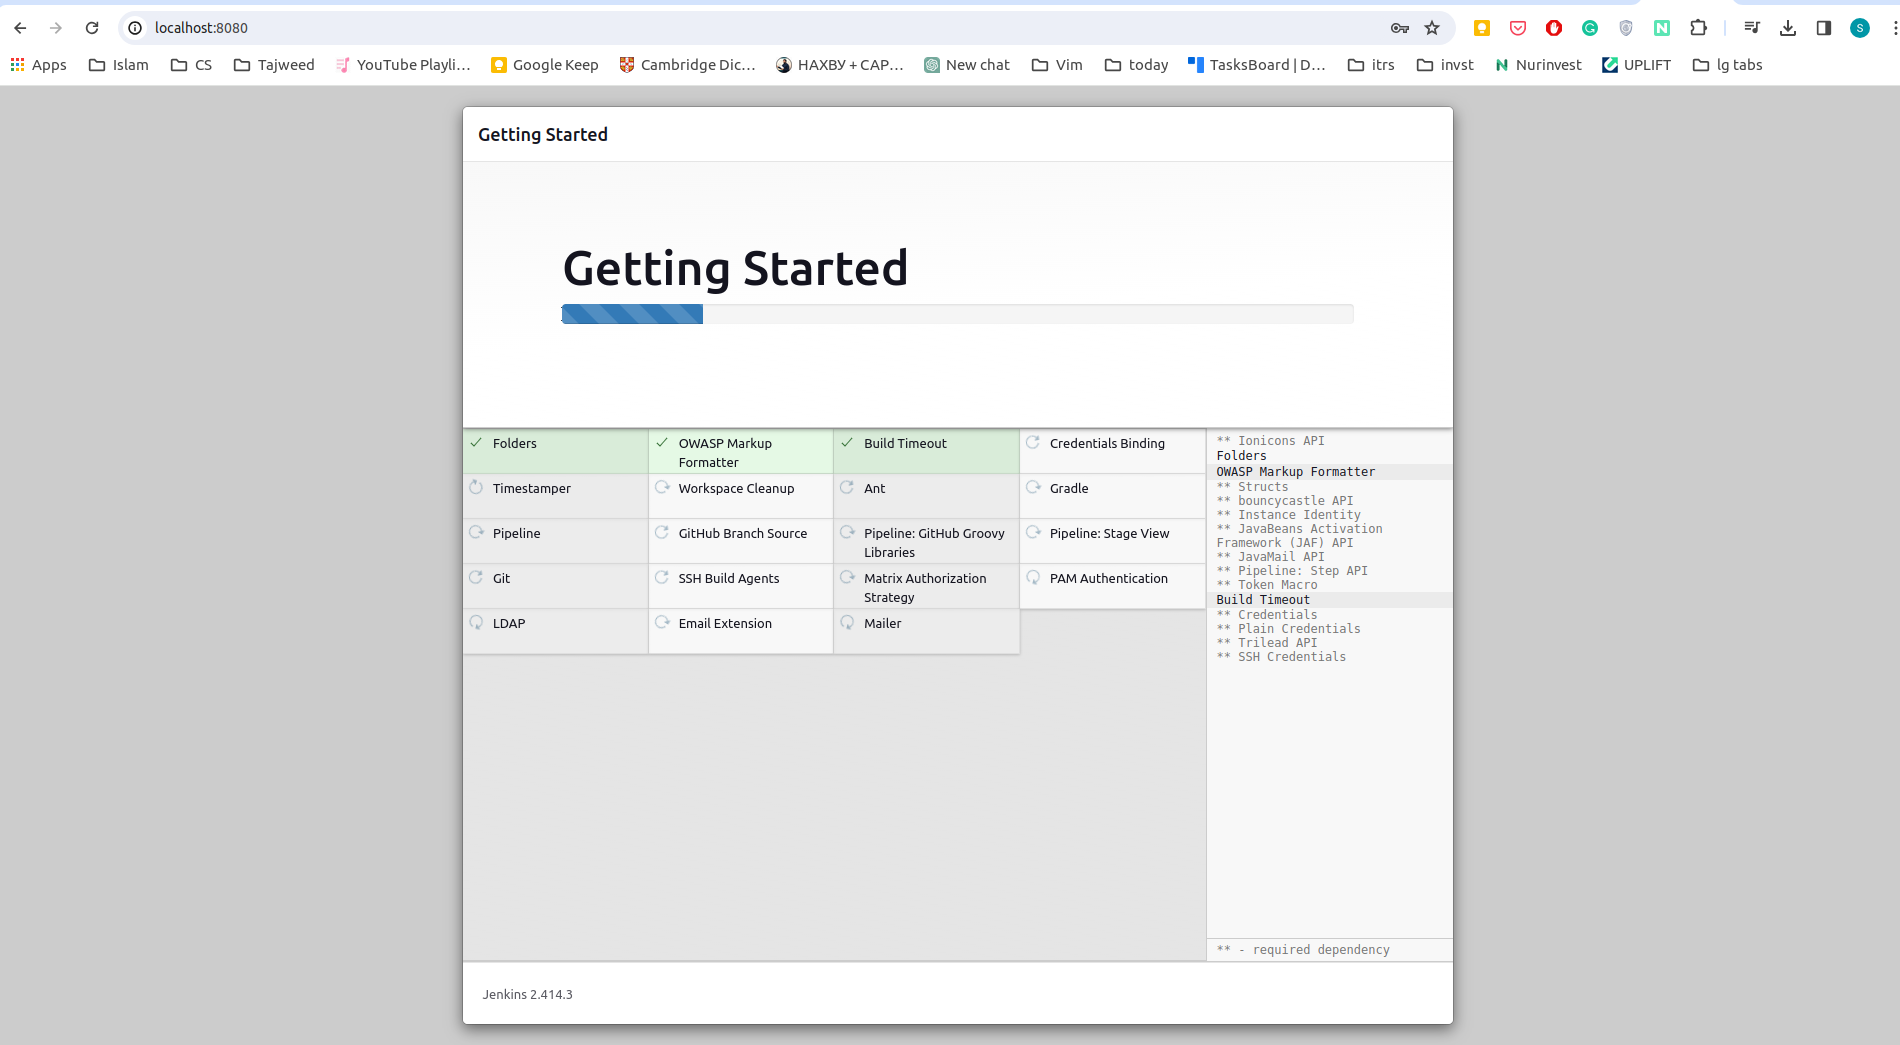 localhost:8080
S
Apps
Islam
CS
Tajweed
YouTube Playli...
Google Keep
Cambridge Dic...
HAXBУ + CAP...
New chat
Vim
today
TasksBoard | D...
itrs
invst
Nurinvest
UPLIFT
lg tabs
Getting Started
Getting Started
Folders
OWASP Markup
Formatter
Build Timeout
Credentials Binding
Timestamper
Workspace Cleanup
Ant
Gradle
Pipeline
GitHub Branch Source
Pipeline: GitHub Groovy
Libraries
Pipeline: Stage View
Git
SSH Build Agents
Matrix Authorization
Strategy
PAM Authentication
LDAP
Email Extension
Mailer
** Ionicons API
Folders
OWASP Markup Formatter
** Structs
** bouncycastle API
** Instance Identity
** JavaBeans Activation
Framework (JAF) API
** JavaMail API
** Pipeline: Step API
** Token Macro
Build Timeout
** Credentials
** Plain Credentials
** Trilead API
** SSH Credentials
** - required dependency
Jenkins 2.414.3